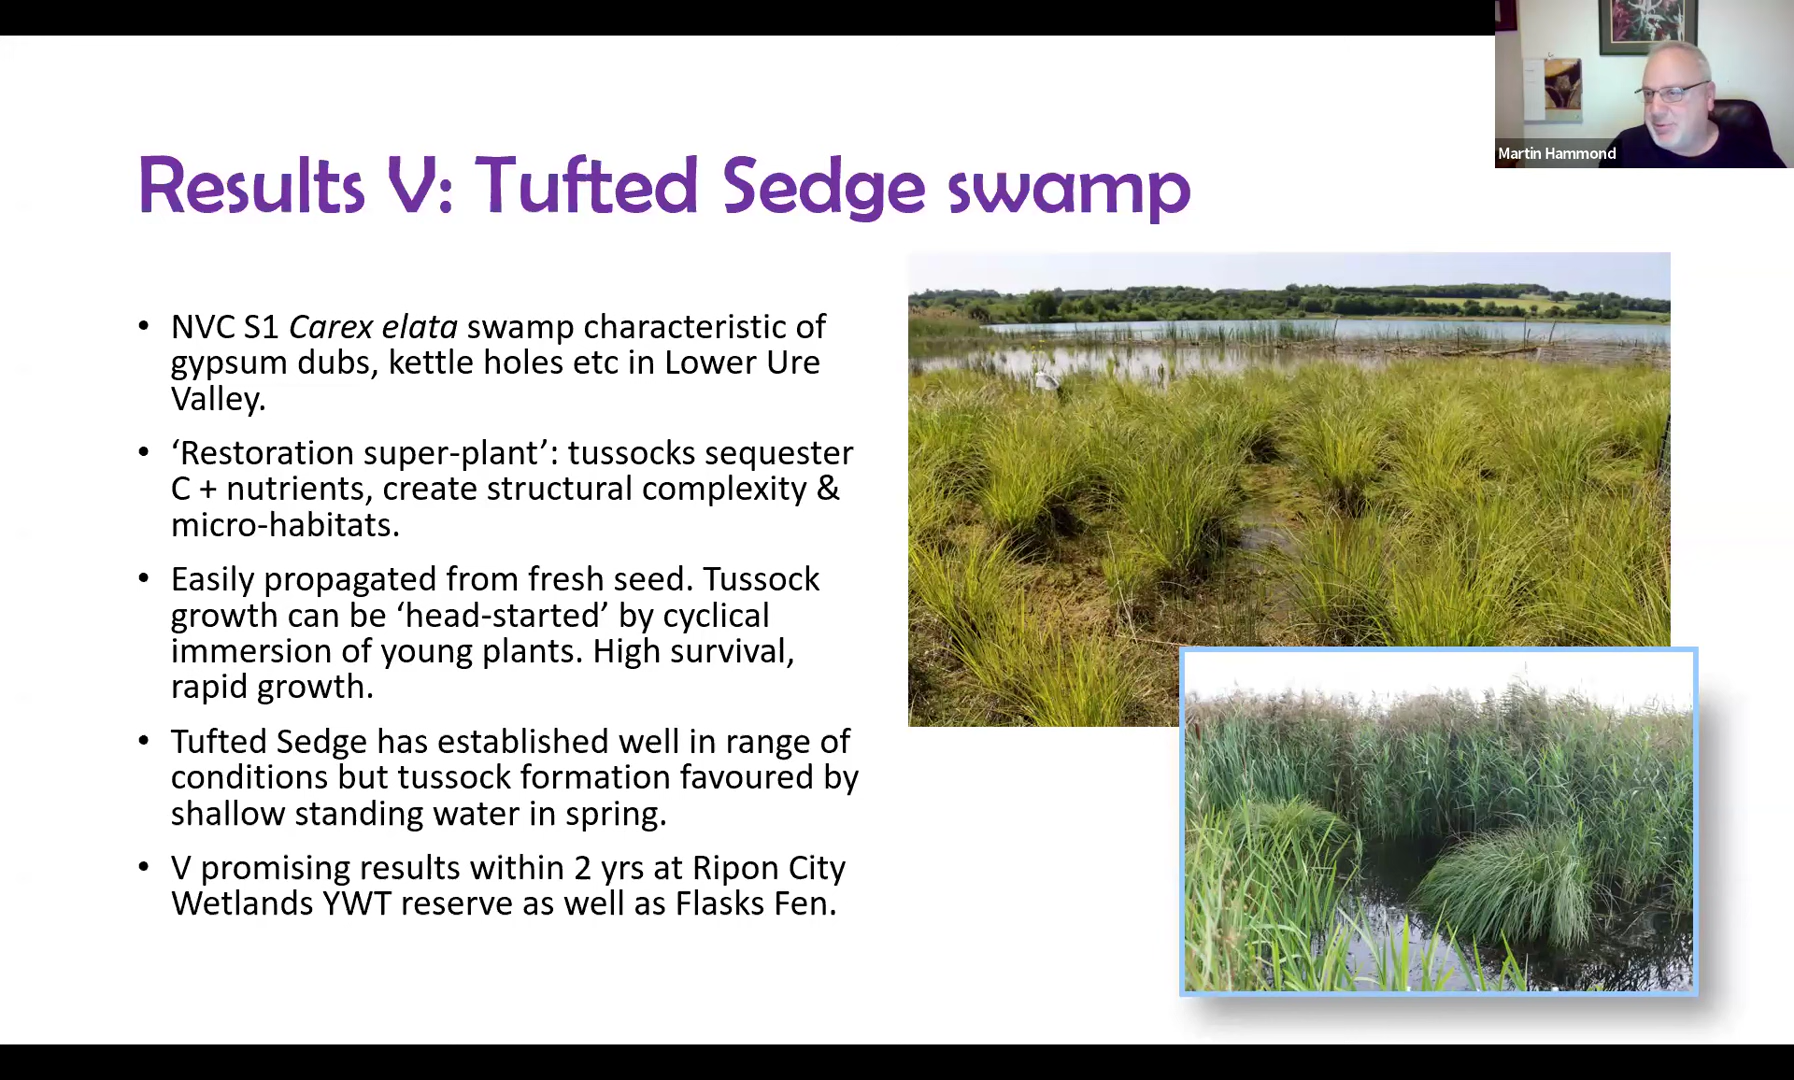 Martin Hammond
Results V: Tufted Sedge swamp
• NVC S1 Carex elata swamp characteristic of
gypsum dubs, kettle holes etc in Lower Ure
Valley.
• ‘Restoration super-plant’: tussocks sequester
C + nutrients, create structural complexity &
micro-habitats.
• Easily propagated from fresh seed. Tussock
growth can be ‘head-started’ by cyclical
immersion of young plants. High survival,
rapid growth.
• Tufted Sedge has established well in range of
conditions but tussock formation favoured by
shallow standing water in spring.
• V promising results within 2 yrs at Ripon City
Wetlands YWT reserve as well as Flasks Fen.